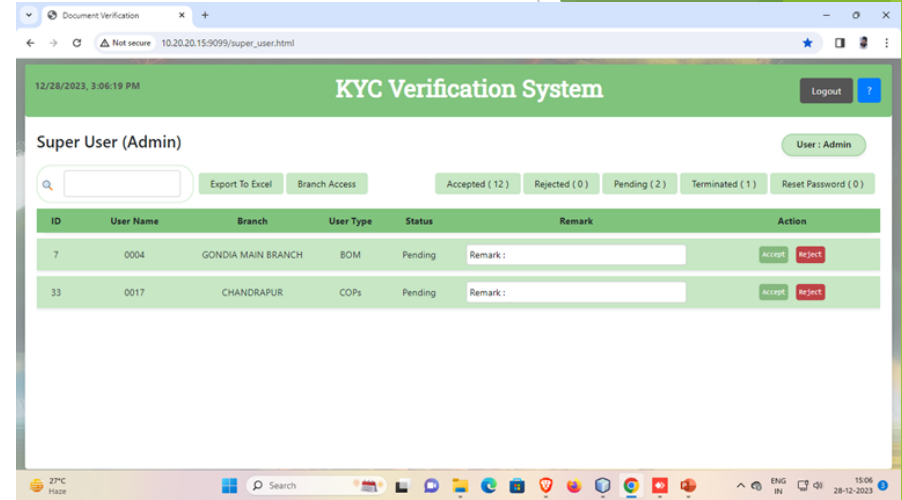 Document Verification
Not secure 10.20.20.15:9099/super_user.html
12/28/2023, 3:06:19 PM
KYC Verification System
Logout ?
Super User (Admin)
User : Admin
Export To Excel Branch Access Accepted ( 12 ) Rejected ( 0 ) Pending ( 2 ) Terminated ( 1 ) Reset Password ( 0 )
ID User Name Branch User Type Status Remark Action
7 0004 GONDIA MAIN BRANCH BOM Pending Remark : Accept Reject
33 0017 CHANDRAPUR COPs Pending Remark : Accept Reject
27°C
Haze
Search
ENG
IN
15:06
28-12-2023
3